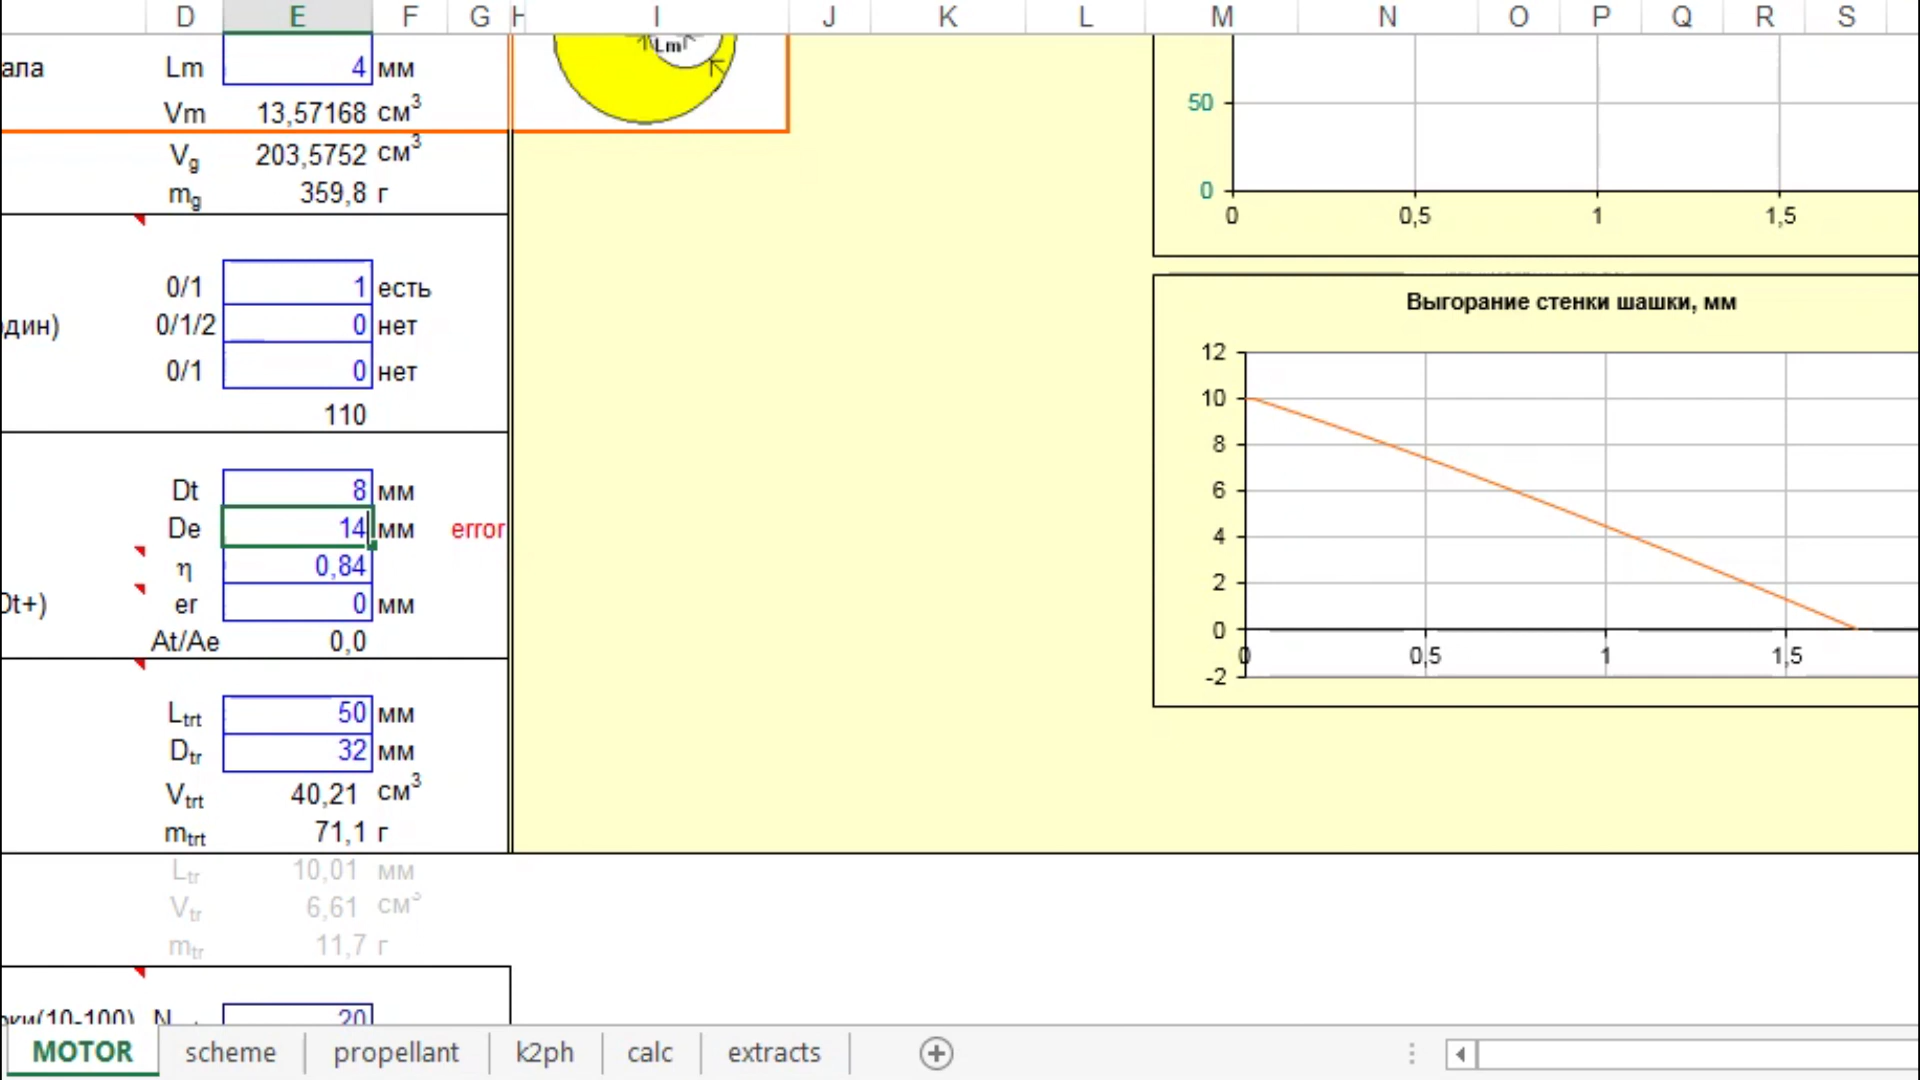 D E F G H I J K L M N O P Q R S
ала Lm 4 мм
Vm 13,57168 см³
Vg 203,5752 см³
mg 359,8 г
0/1 1 есть
один) 0/1/2 0 нет
0/1 0 нет
110
Dt 8 мм
De 14 мм error
η 0,84
Dt+) er 0 мм
At/Ae 0,0
Ltrt 50 мм
Dtr 32 мм
Vtrt 40,21 см³
mtrt 71,1 г
Ltr 10,01 мм
Vtr 6,61 см³
mtr 11,7 г
рки(10-100) N 20
Lm
50
0
0 0,5 1 1,5
Выгорание стенки шашки, мм
12
10
8
6
4
2
0
0 0,5 1 1,5
-2
MOTOR scheme propellant k2ph calc extracts